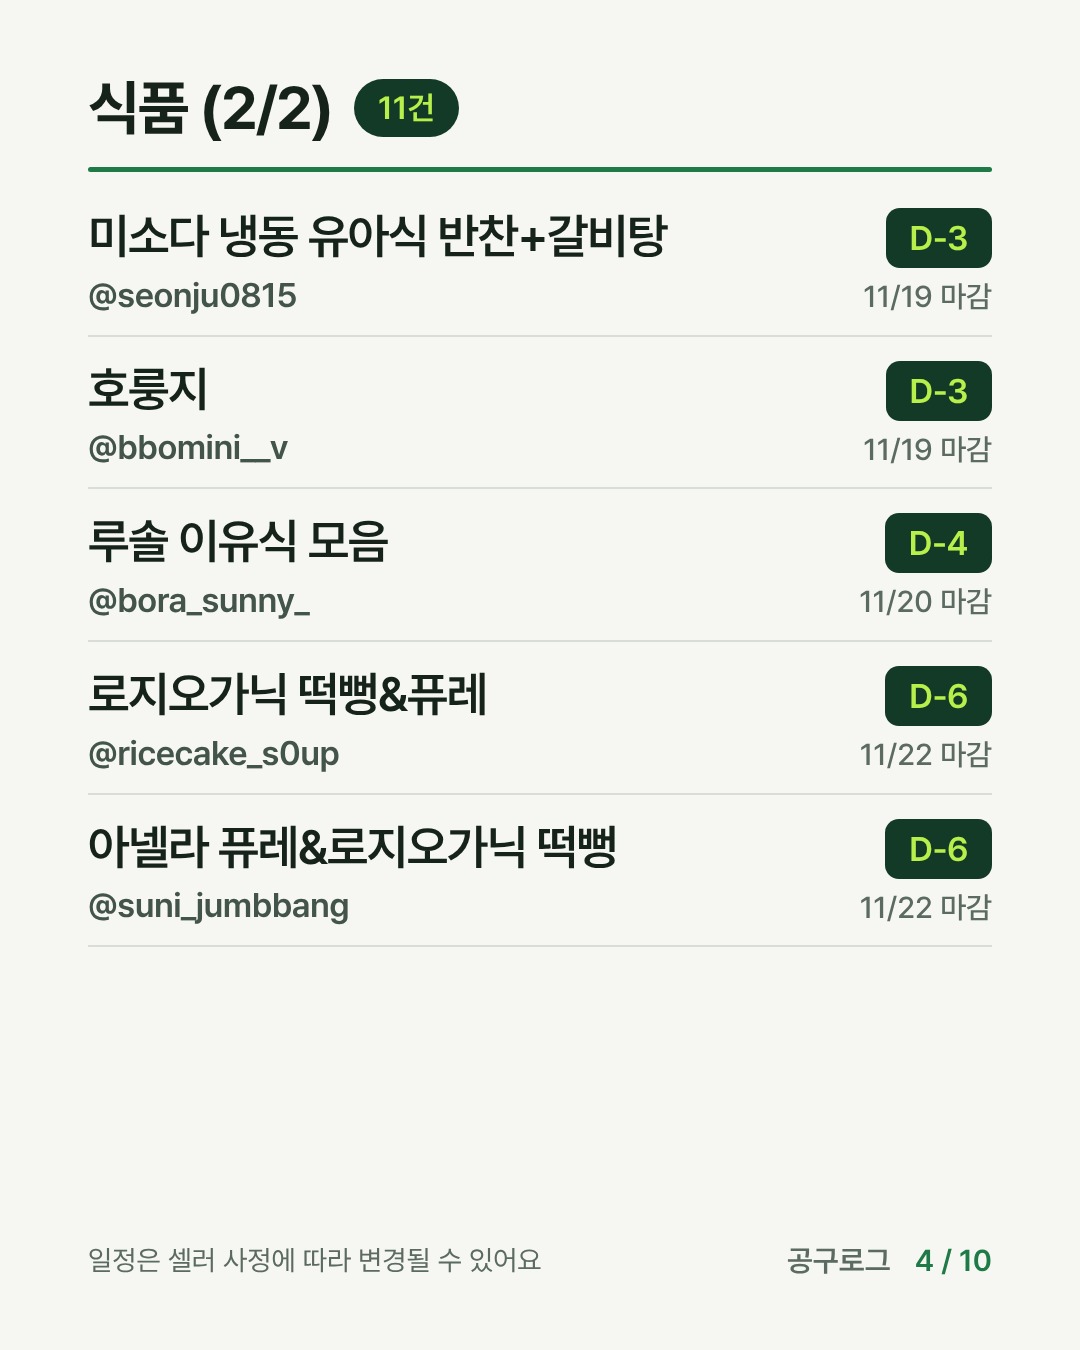 식품 (2/2) 11건
미소다 냉동 유아식 반찬+갈비탕 D-3
@seonju0815 11/19 마감
호룽지 D-3
@bbomini__v 11/19 마감
루솔 이유식 모음 D-4
@bora_sunny_ 11/20 마감
로지오가닉 떡뻥&퓨레 D-6
@ricecake_s0up 11/22 마감
아넬라 퓨레&로지오가닉 떡뻥 D-6
@suni_jumbbang 11/22 마감
일정은 셀러 사정에 따라 변경될 수 있어요 공구로그 4 / 10